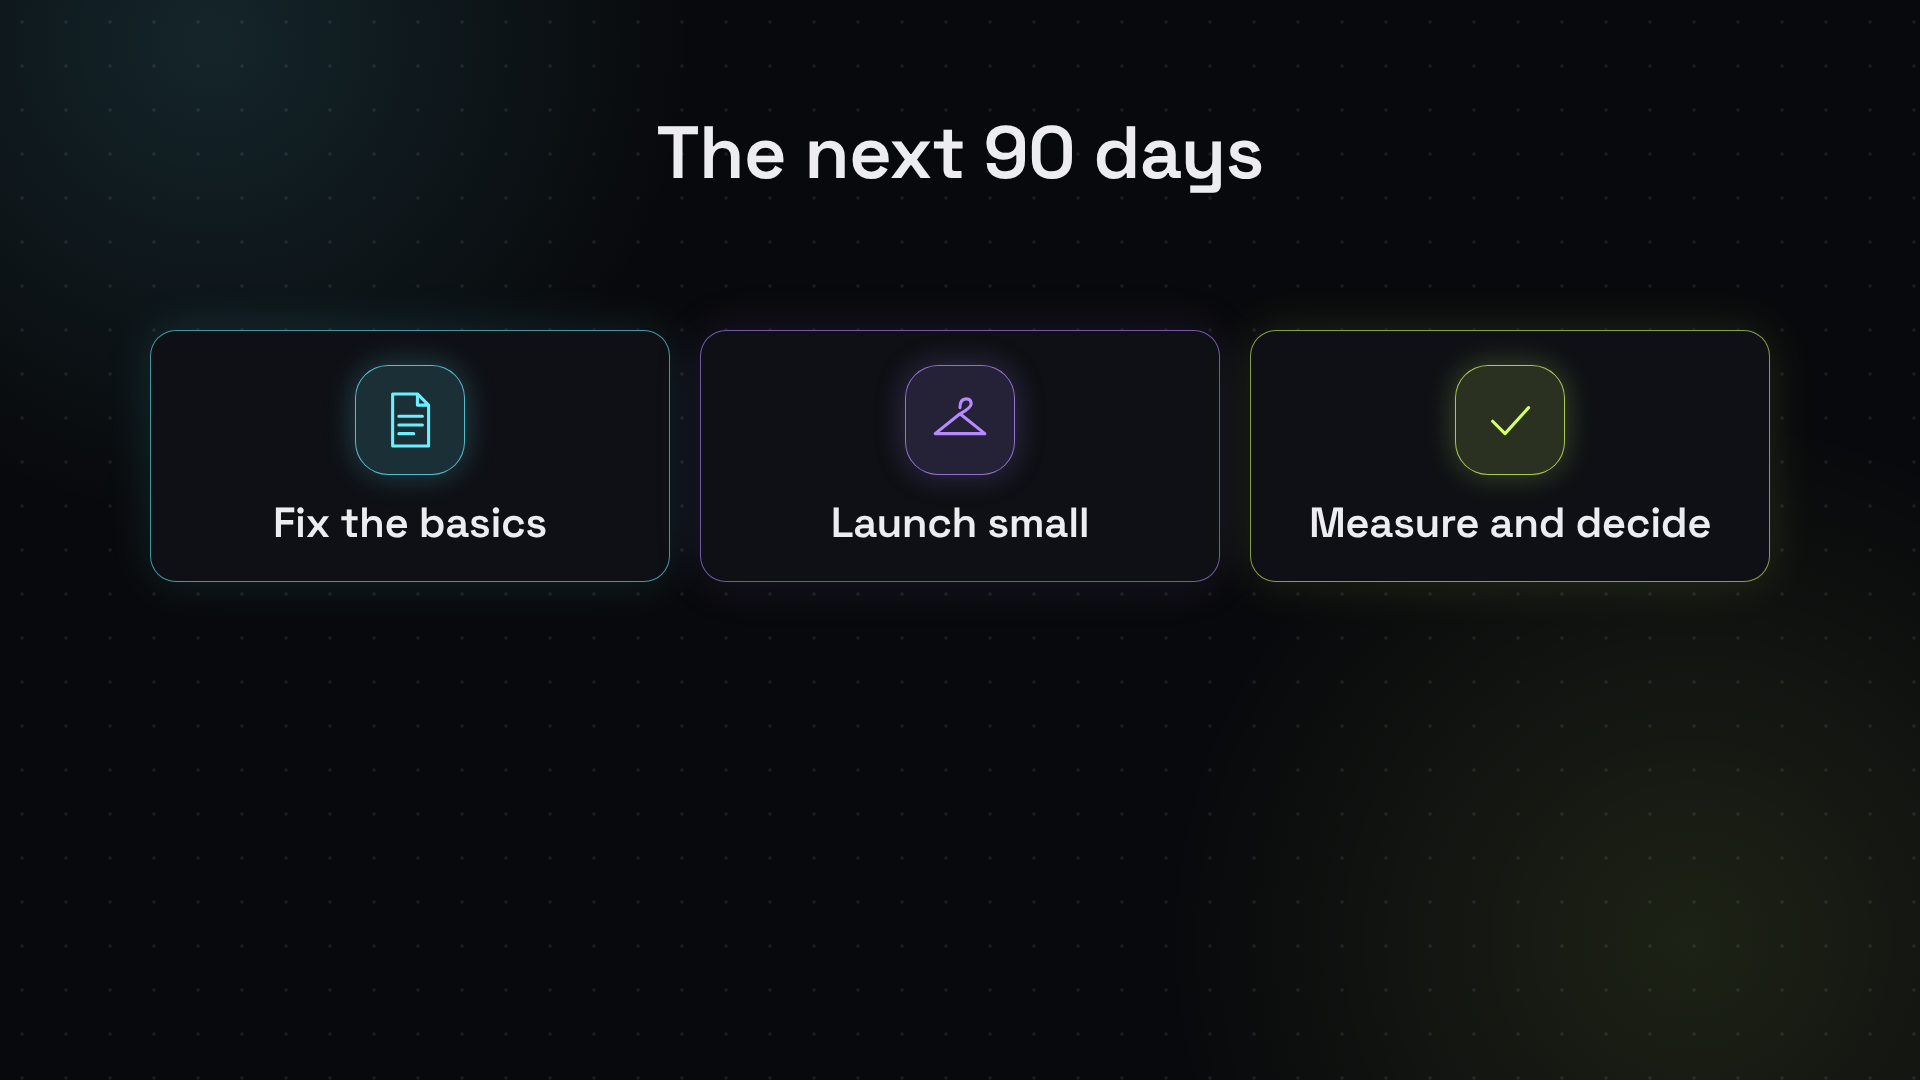 The next 90 days
Fix the basics
Launch small
Measure and decide